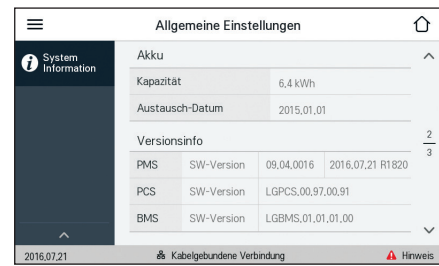 Allgemeine Einstellungen
System
Information
Akku
Kapazität 6,4 kWh
Austausch-Datum 2015,01,01
Versionsinfo
PMS SW-Version 09,04,0016 2016,07,21 R1820
PCS SW-Version LGPCS,00,97,00,91
BMS SW-Version LGBMS,01,01,01,00
2
3
2016,07,21 Kabelgebundene Verbindung Hinweis